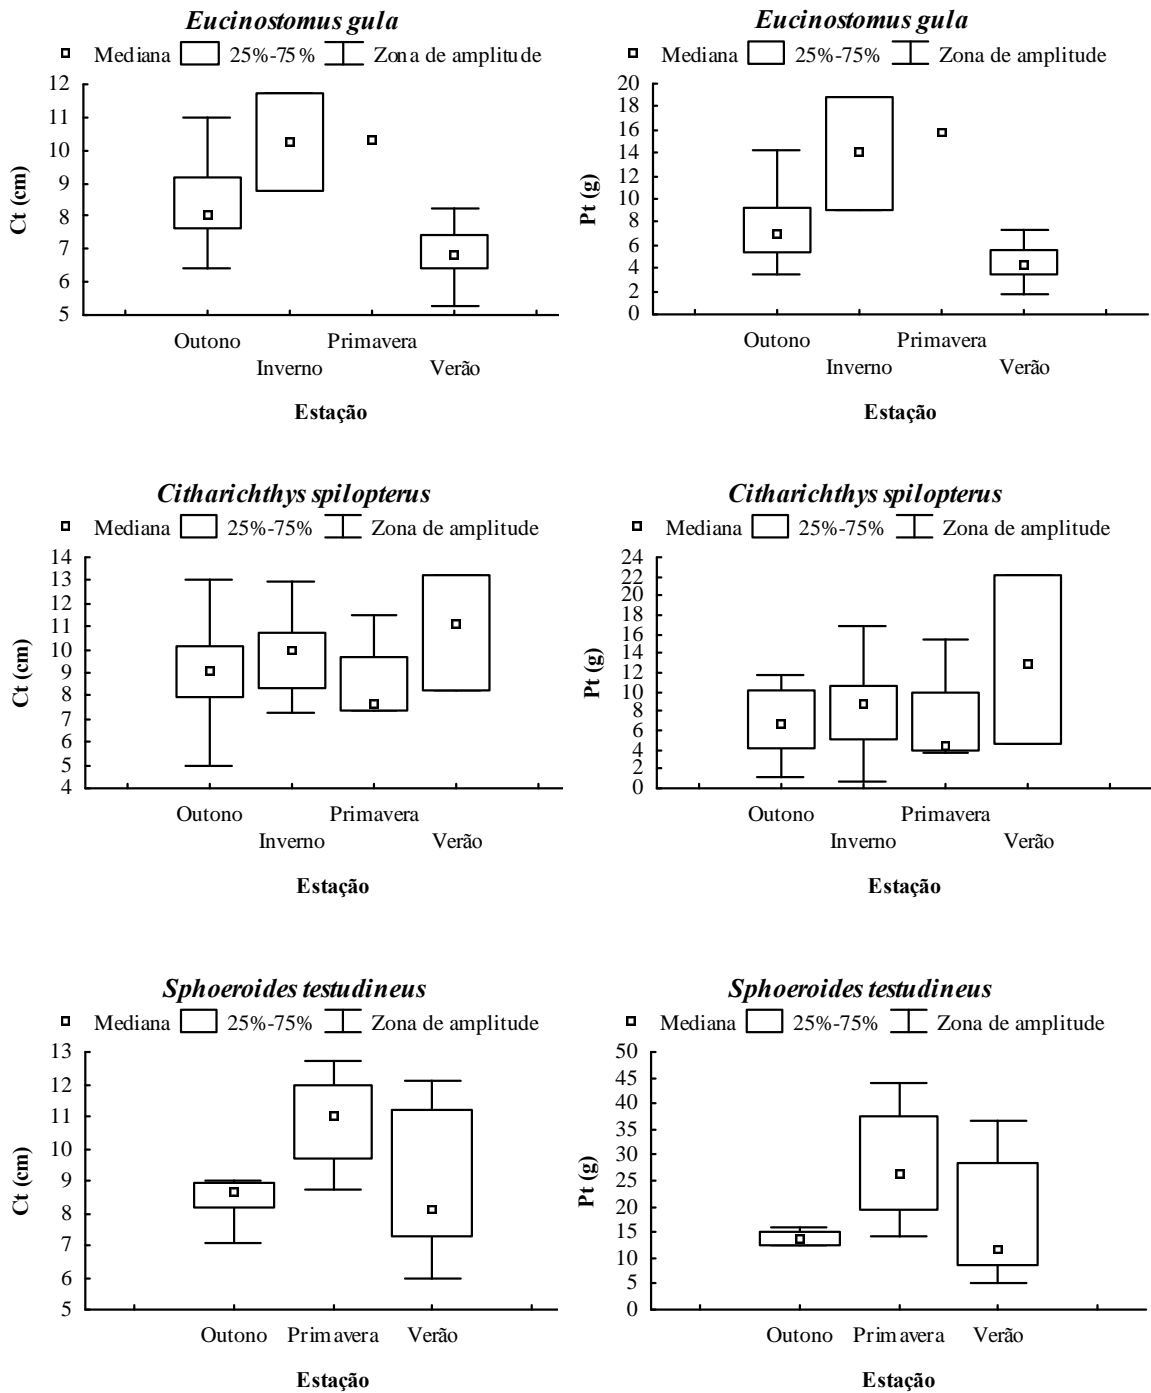 Eucinostomus gula
Mediana 25%-75% Zona de amplitude
12
11
10
9
8
7
6
5
Ct (cm)
Outono
Inverno
Primavera
Verão
Estação
Eucinostomus gula
Mediana 25%-75% Zona de amplitude
20
18
16
14
12
10
8
6
4
2
0
Pt (g)
Outono
Inverno
Primavera
Verão
Estação
Citharichthys spilopterus
Mediana 25%-75% Zona de amplitude
14
13
12
11
10
9
8
7
6
5
4
Ct (cm)
Outono
Inverno
Primavera
Verão
Estação
Citharichthys spilopterus
Mediana 25%-75% Zona de amplitude
24
22
20
18
16
14
12
10
8
6
4
2
0
Pt (g)
Outono
Inverno
Primavera
Verão
Estação
Sphoeroides testudineus
Mediana 25%-75% Zona de amplitude
13
12
11
10
9
8
7
6
5
Ct (cm)
Outono Primavera Verão
Estação
Sphoeroides testudineus
Mediana 25%-75% Zona de amplitude
50
45
40
35
30
25
20
15
10
5
0
Pt (g)
Outono Primavera Verão
Estação